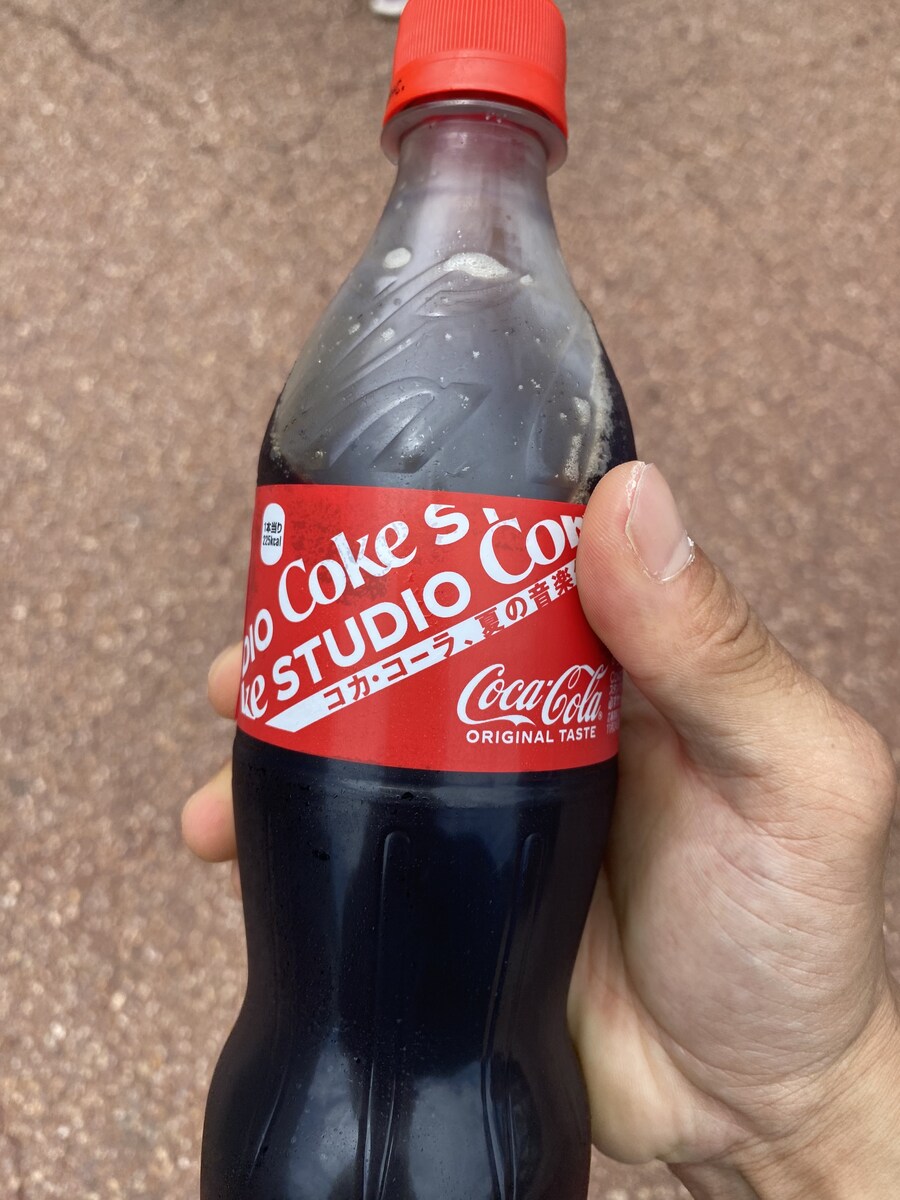 1本当り
225kcal
Coke
STUDIO
コカ・コーラ、夏の音楽
Coca-Cola
ORIGINAL TASTE